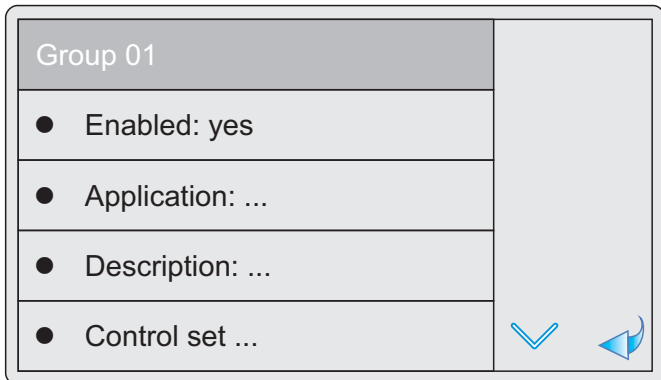 Group 01
Enabled: yes
Application: ...
Description: ...
Control set ...